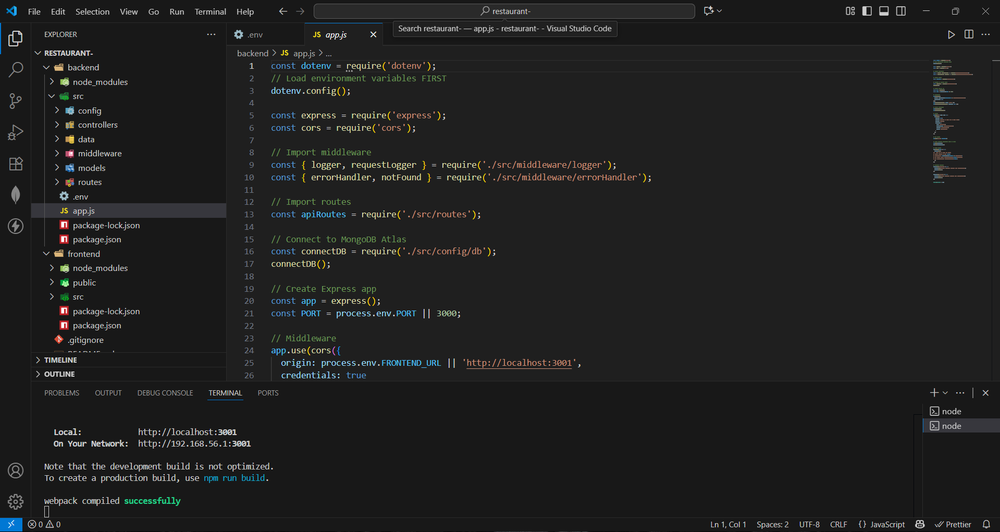 File Edit Selection View Go Run Terminal Help
restaurant-
Search restaurant- — app.js - restaurant- - Visual Studio Code
EXPLORER
RESTAURANT-
backend
node_modules
src
config
controllers
data
middleware
models
routes
.env
JS app.js
package-lock.json
package.json
frontend
node_modules
public
src
package-lock.json
package.json
.gitignore
TIMELINE
OUTLINE
.env
JS app.js
backend > JS app.js > ...
1 const dotenv = require('dotenv');
2 // Load environment variables FIRST
3 dotenv.config();
4
5 const express = require('express');
6 const cors = require('cors');
7
8 // Import middleware
9 const { logger, requestLogger } = require('./src/middleware/logger');
10 const { errorHandler, notFound } = require('./src/middleware/errorHandler');
11
12 // Import routes
13 const apiRoutes = require('./src/routes');
14
15 // Connect to MongoDB Atlas
16 const connectDB = require('./src/config/db');
17 connectDB();
18
19 // Create Express app
20 const app = express();
21 const PORT = process.env.PORT || 3000;
22
23 // Middleware
24 app.use(cors({
25 origin: process.env.FRONTEND_URL || 'http://localhost:3001',
26 credentials: true
PROBLEMS OUTPUT DEBUG CONSOLE TERMINAL PORTS
Local: http://localhost:3001
On Your Network: http://192.168.56.1:3001
Note that the development build is not optimized.
To create a production build, use npm run build.
webpack compiled successfully
node
node
0 0
Ln 1, Col 1 Spaces: 2 UTF-8 CRLF {} JavaScript Prettier